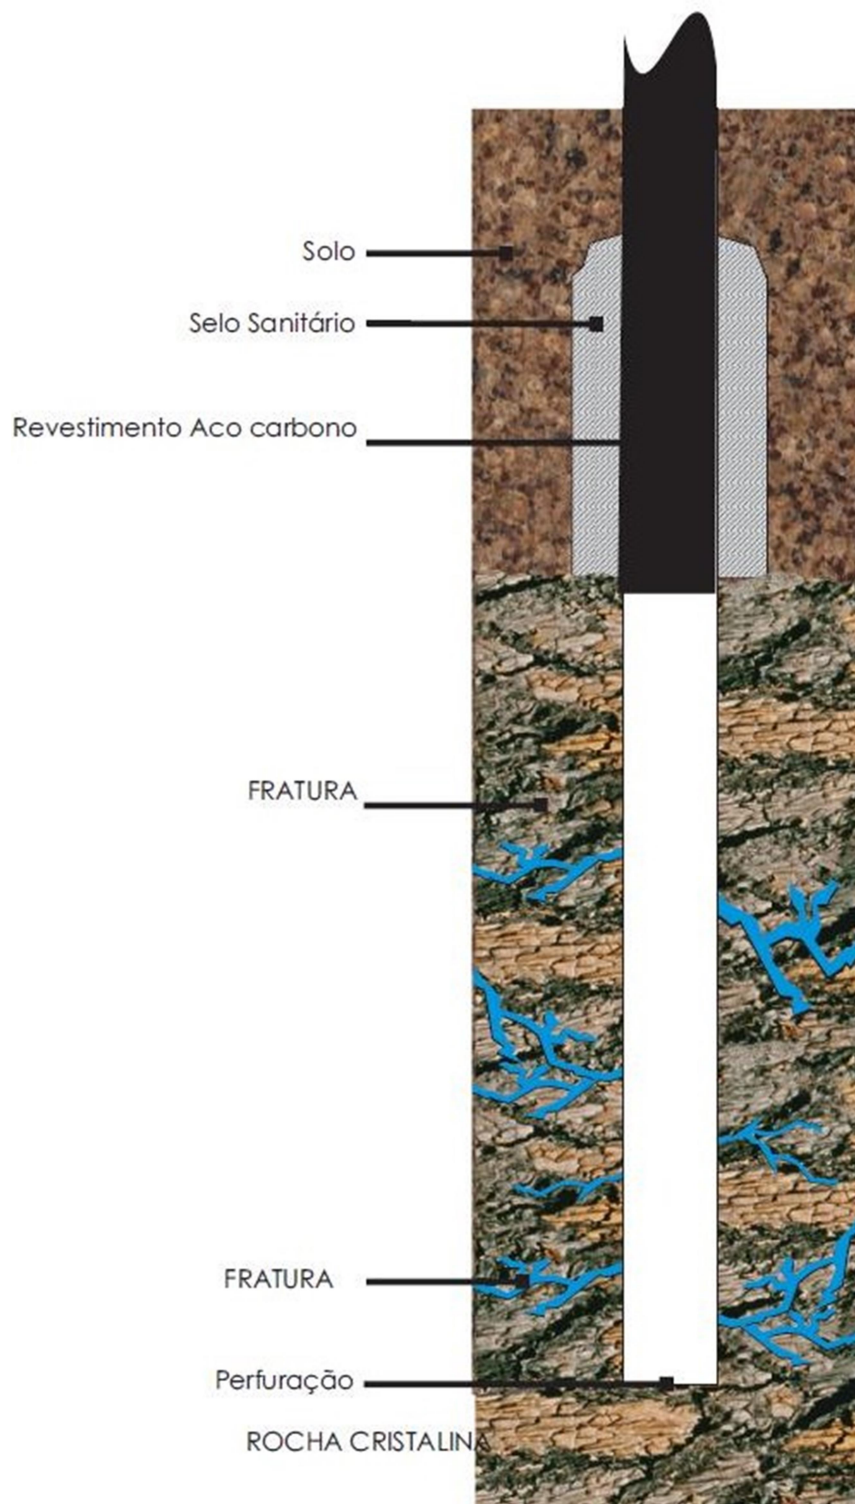 Solo
Selo Sanitário
Revestimento Aco carbono
FRATURA
FRATURA
Perfuração
ROCHA CRISTALINA